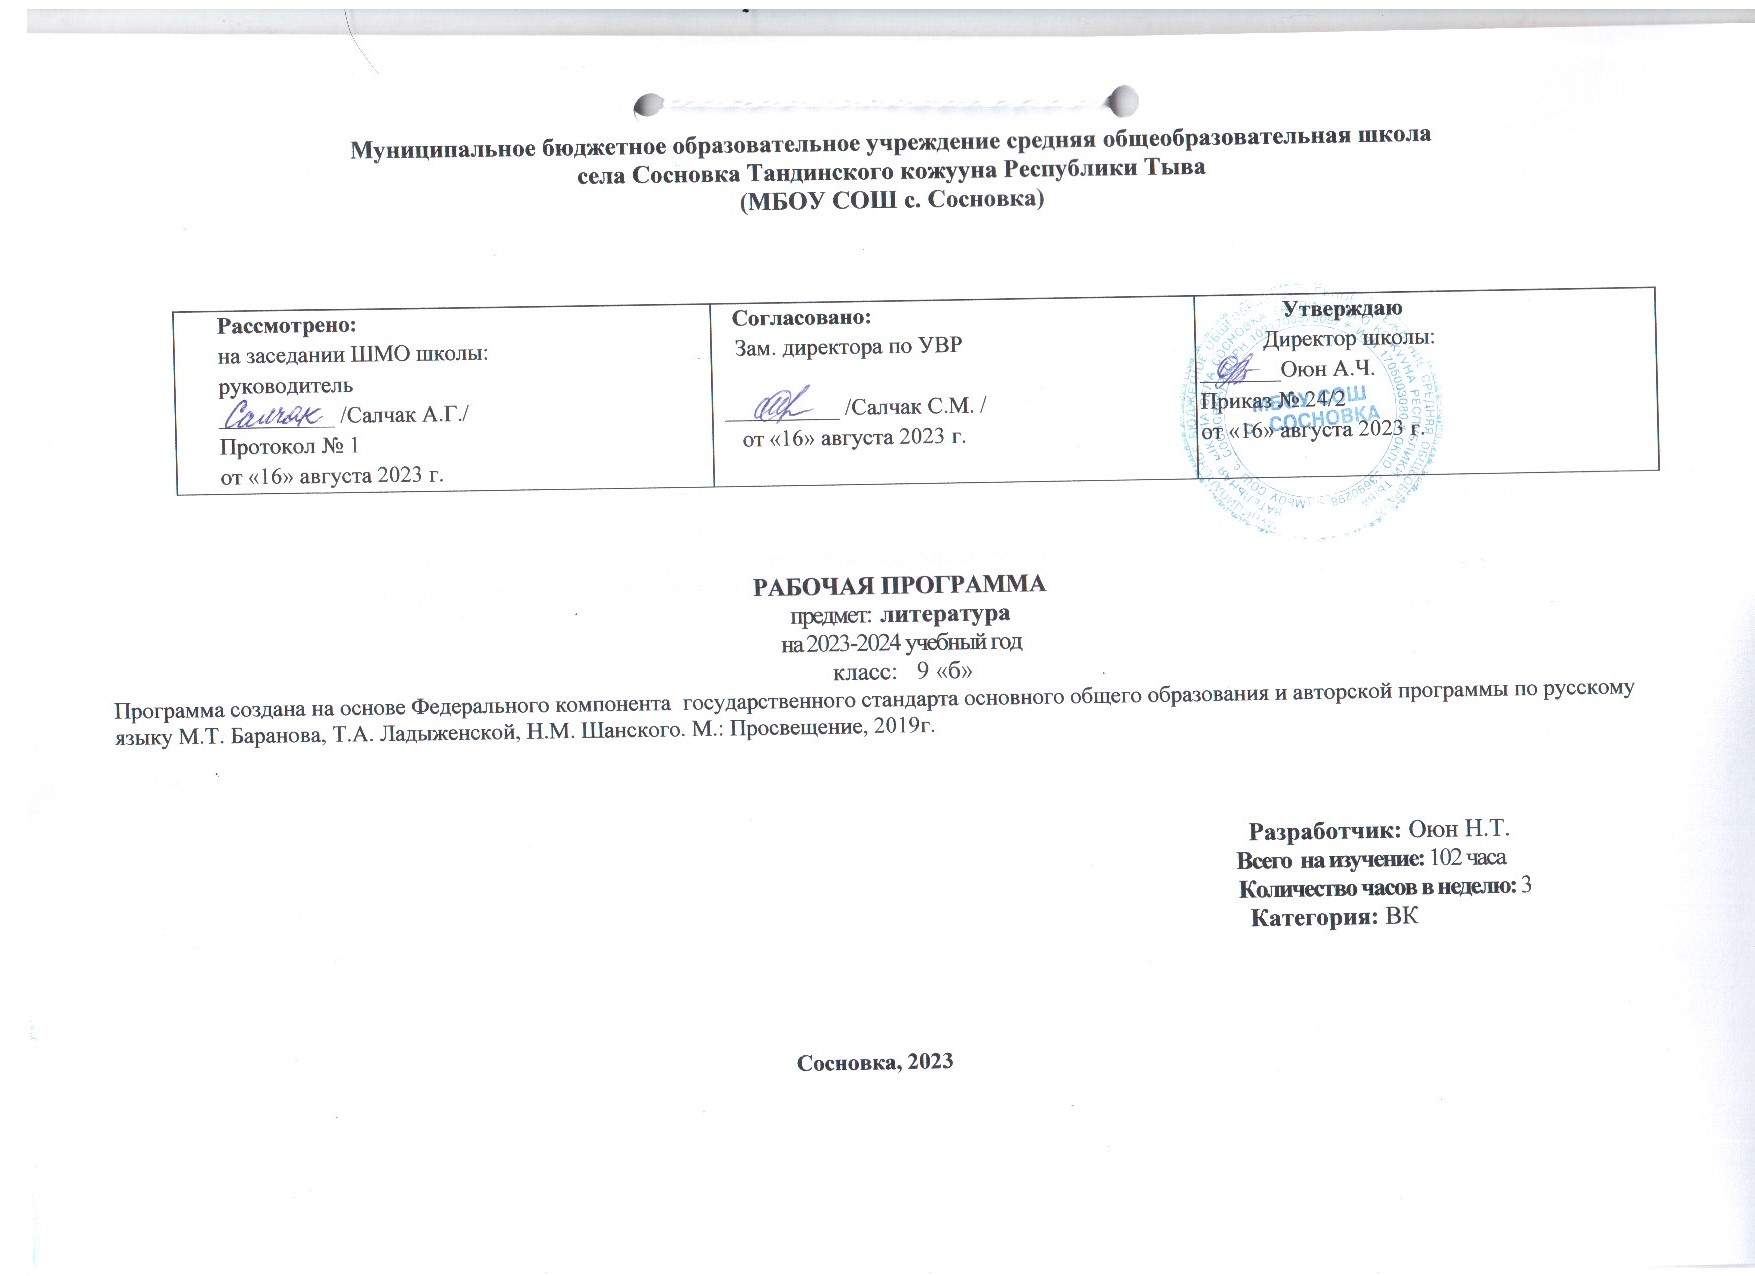 Муниципальное бюджетное образовательное учреждение средняя общеобразовательная школа
села Сосновка Тандинского кожууна Республики Тыва
(МБОУ СОШ с. Сосновка)
Рассмотрено:
на заседании ШМО школы:
руководитель
Салчак /Салчак А.Г./
Протокол № 1
от «16» августа 2023 г.
Согласовано:
Зам. директора по УВР
/Салчак С.М. /
от «16» августа 2023 г.
Утверждаю
Директор школы:
Оюн А.Ч.
Приказ № 24/2
от «16» августа 2023 г.
МБОУ СОШ
с. СОСНОВКА
РАБОЧАЯ ПРОГРАММА
предмет: литература
на 2023-2024 учебный год
класс: 9 «б»
Программа создана на основе Федерального компонента государственного стандарта основного общего образования и авторской программы по русскому
языку М.Т. Баранова, Т.А. Ладыженской, Н.М. Шанского. М.: Просвещение, 2019г.
Разработчик: Оюн Н.Т.
Всего на изучение: 102 часа
Количество часов в неделю: 3
Категория: ВК
Сосновка, 2023